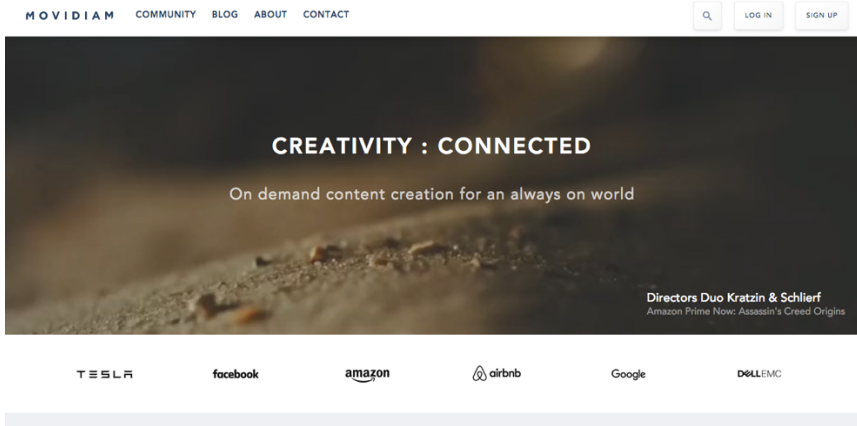 MOVIDIAM COMMUNITY BLOG ABOUT CONTACT LOG IN SIGN UP
CREATIVITY : CONNECTED
On demand content creation for an always on world
Directors Duo Kratzin & Schlierf
Amazon Prime Now: Assassin's Creed Origins
TESLA facebook amazon airbnb Google DELLEMC